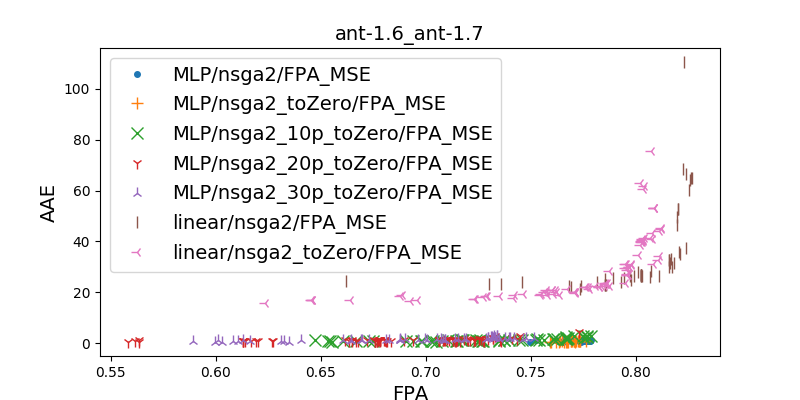 ant-1.6_ant-1.7
MLP/nsga2/FPA_MSE
MLP/nsga2_toZero/FPA_MSE
MLP/nsga2_10p_toZero/FPA_MSE
MLP/nsga2_20p_toZero/FPA_MSE
MLP/nsga2_30p_toZero/FPA_MSE
linear/nsga2/FPA_MSE
linear/nsga2_toZero/FPA_MSE
AAE
100
80
60
40
20
0
0.55 0.60 0.65 0.70 0.75 0.80
FPA